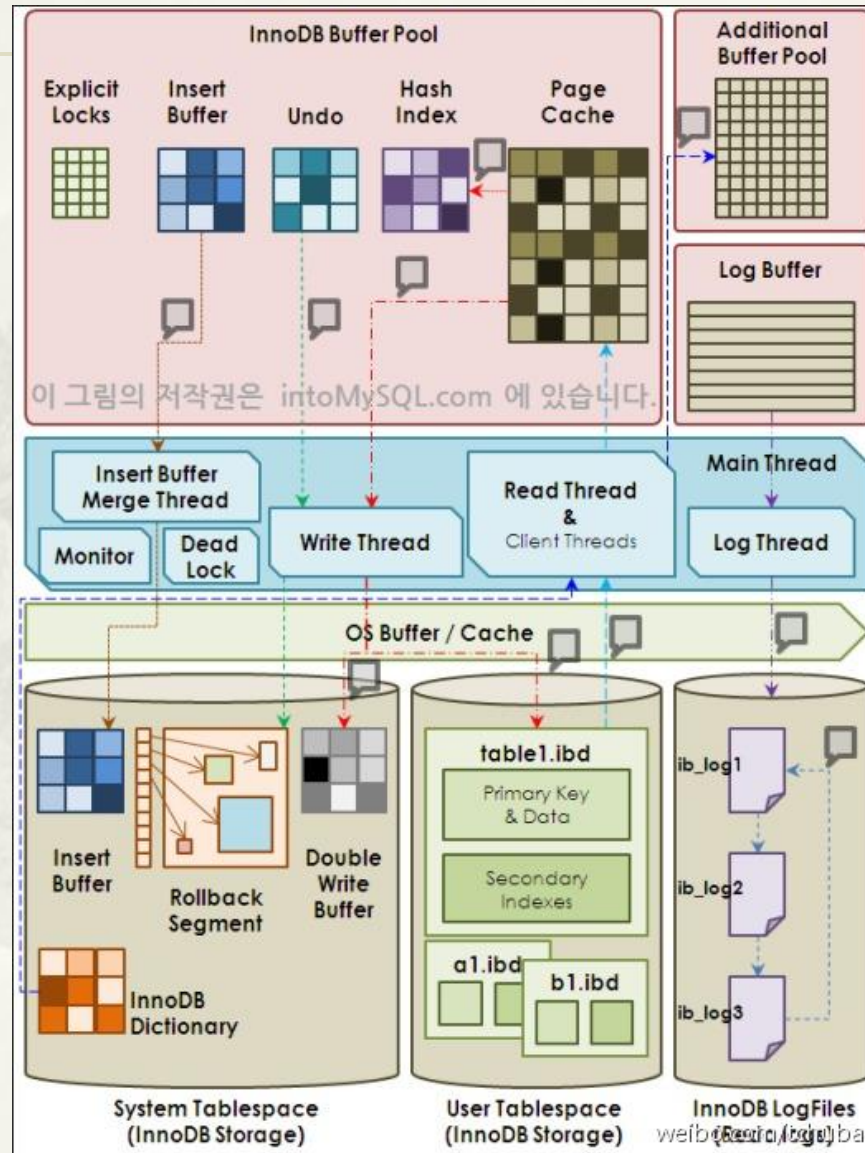 InnoDB Buffer Pool
Additional
Buffer Pool
Explicit
Locks
Insert
Buffer
Undo
Hash
Index
Page
Cache
Log Buffer
이 그림의 저작권은 intoMySQL.com 에 있습니다.
Main Thread
Insert Buffer
Merge Thread
Monitor
Dead
Lock
Write Thread
Read Thread
&
Client Threads
Log Thread
OS Buffer / Cache
Insert
Buffer
Rollback
Segment
Double
Write
Buffer
InnoDB
Dictionary
table1.ibd
Primary Key
& Data
Secondary
Indexes
a1.ibd
b1.ibd
ib_log1
ib_log2
ib_log3
System Tablespace
(InnoDB Storage)
User Tablespace
(InnoDB Storage)
InnoDB LogFiles